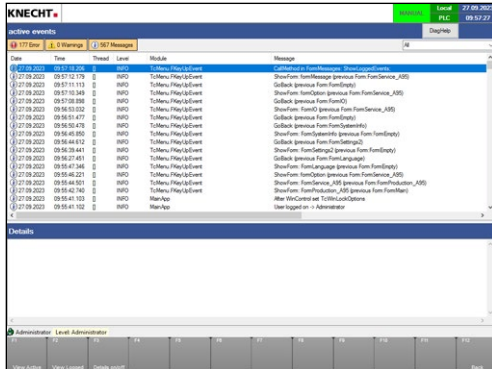 KNECHT.
MANUAL
Local
PLC
27.09.2023
09:57:27
active events
DiagHelp
177 Error
0 Warnings
567 Messages
All
Date Time Thread Level Module Message
27.09.2023 09:57:18.206 [] INFO TcMenu.FKeyUpEvent CallMethod in FormMessages: ShowLoggedEvents;
27.09.2023 09:57:12.179 [] INFO TcMenu.FKeyUpEvent ShowForm: formMessage (previous Form:FormService_A95)
27.09.2023 09:57:11.113 [] INFO TcMenu.FKeyUpEvent GoBack (previous Form:FormEmpty)
27.09.2023 09:57:10.349 [] INFO TcMenu.FKeyUpEvent ShowForm: formOption (previous Form:FormService_A95)
27.09.2023 09:57:08.898 [] INFO TcMenu.FKeyUpEvent GoBack (previous Form:FormIO)
27.09.2023 09:56:53.032 [] INFO TcMenu.FKeyUpEvent ShowForm: FormIO (previous Form:FormService_A95)
27.09.2023 09:56:51.477 [] INFO TcMenu.FKeyUpEvent GoBack (previous Form:FormEmpty)
27.09.2023 09:56:50.478 [] INFO TcMenu.FKeyUpEvent GoBack (previous Form:FormSystemInfo)
27.09.2023 09:56:45.850 [] INFO TcMenu.FKeyUpEvent ShowForm: FormSystemInfo (previous Form:FormEmpty)
27.09.2023 09:56:44.612 [] INFO TcMenu.FKeyUpEvent GoBack (previous Form:FormSettings2)
27.09.2023 09:56:39.441 [] INFO TcMenu.FKeyUpEvent ShowForm: FormSettings2 (previous Form:FormEmpty)
27.09.2023 09:56:27.451 [] INFO TcMenu.FKeyUpEvent GoBack (previous Form:FormLanguage)
27.09.2023 09:55:47.346 [] INFO TcMenu.FKeyUpEvent ShowForm: FormLanguage (previous Form:FormEmpty)
27.09.2023 09:55:46.221 [] INFO TcMenu.FKeyUpEvent ShowForm: formOption (previous Form:FormService_A95)
27.09.2023 09:55:44.501 [] INFO TcMenu.FKeyUpEvent ShowForm: FormService_A95 (previous Form:FormProduction_A95)
27.09.2023 09:55:42.740 [] INFO TcMenu.FKeyUpEvent ShowForm: FormProduction_A95 (previous Form:FormMain)
27.09.2023 09:55:41.103 [] INFO MainApp After WinControl set TcWinLockOptions
27.09.2023 09:55:41.102 [] INFO MainApp User logged on -> Administrator
Details
Administrator Level: Administrator
F1 F2 F3 F4 F5 F6 F7 F8 F9 F10 F11 F12
View Active View Logged Details on/off Back